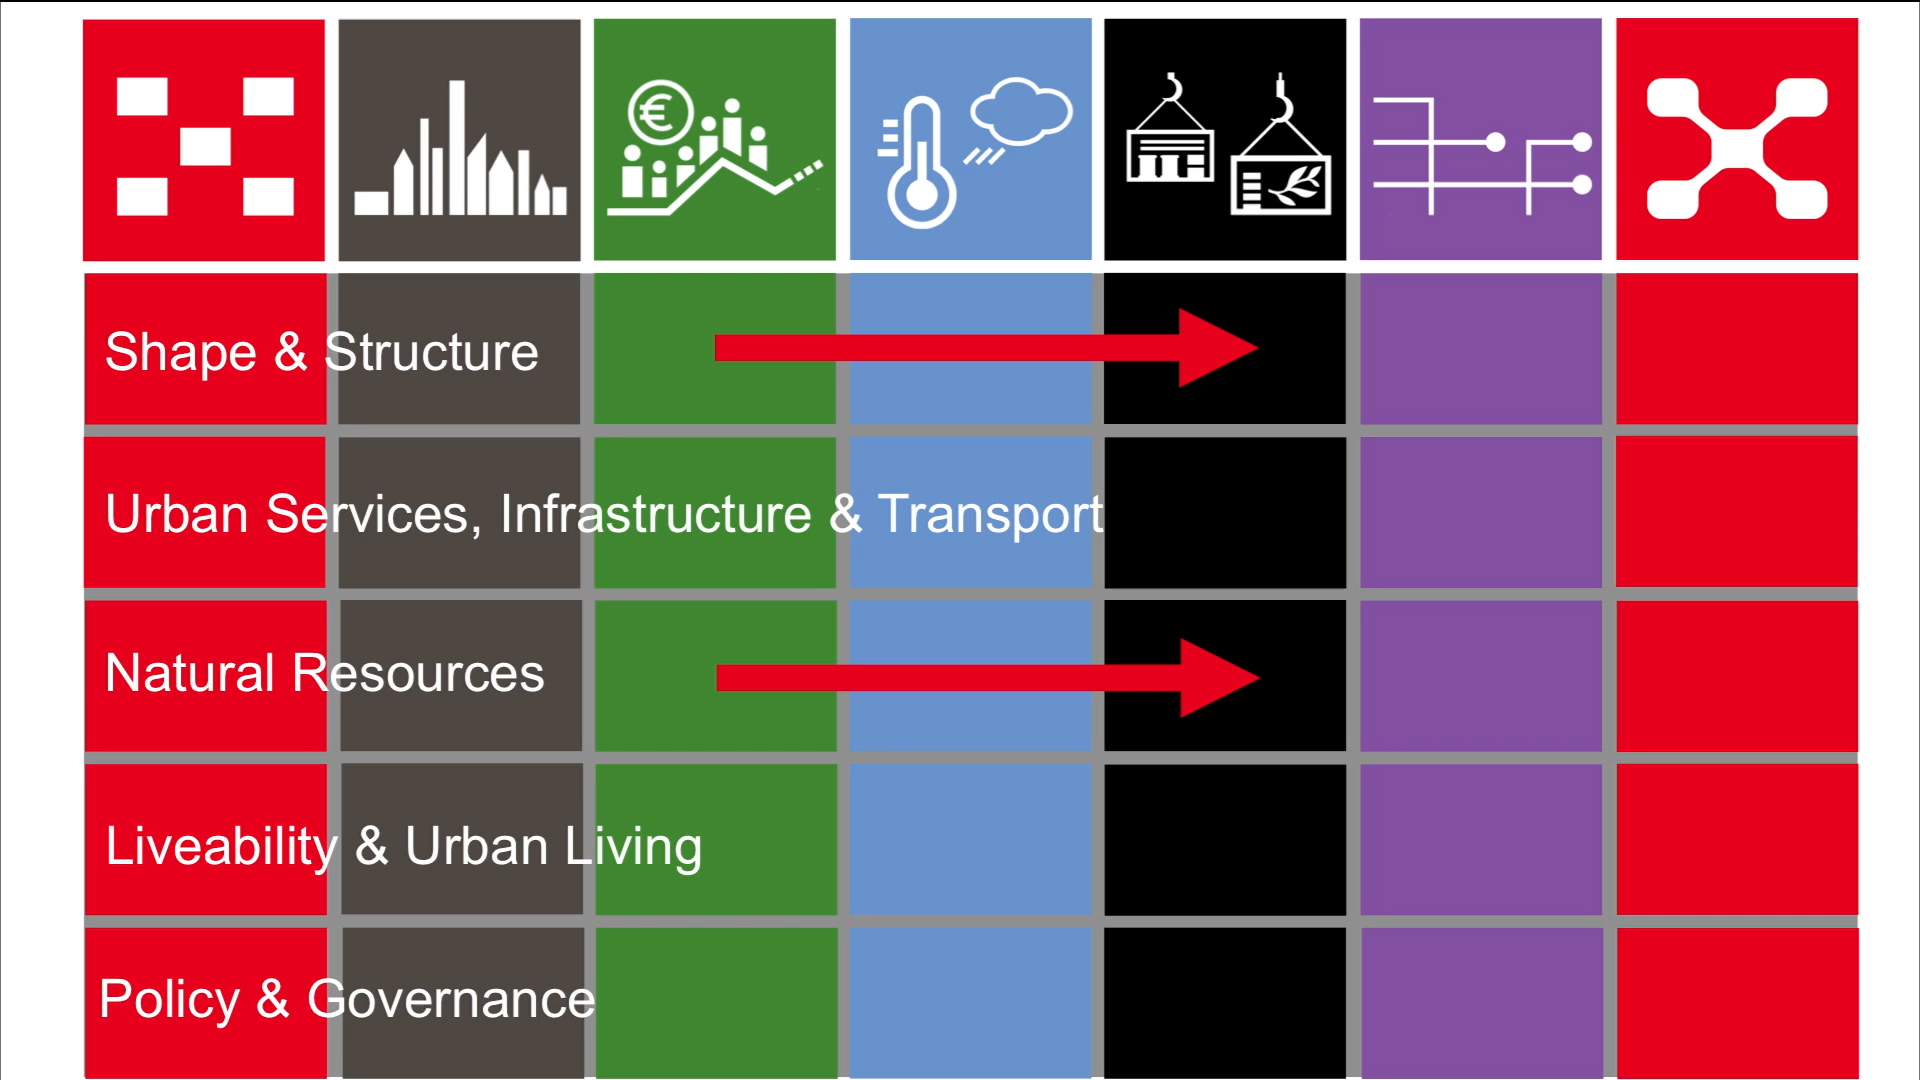 €
Shape & Structure
Urban Services, Infrastructure & Transport
Natural Resources
Liveability & Urban Living
Policy & Governance